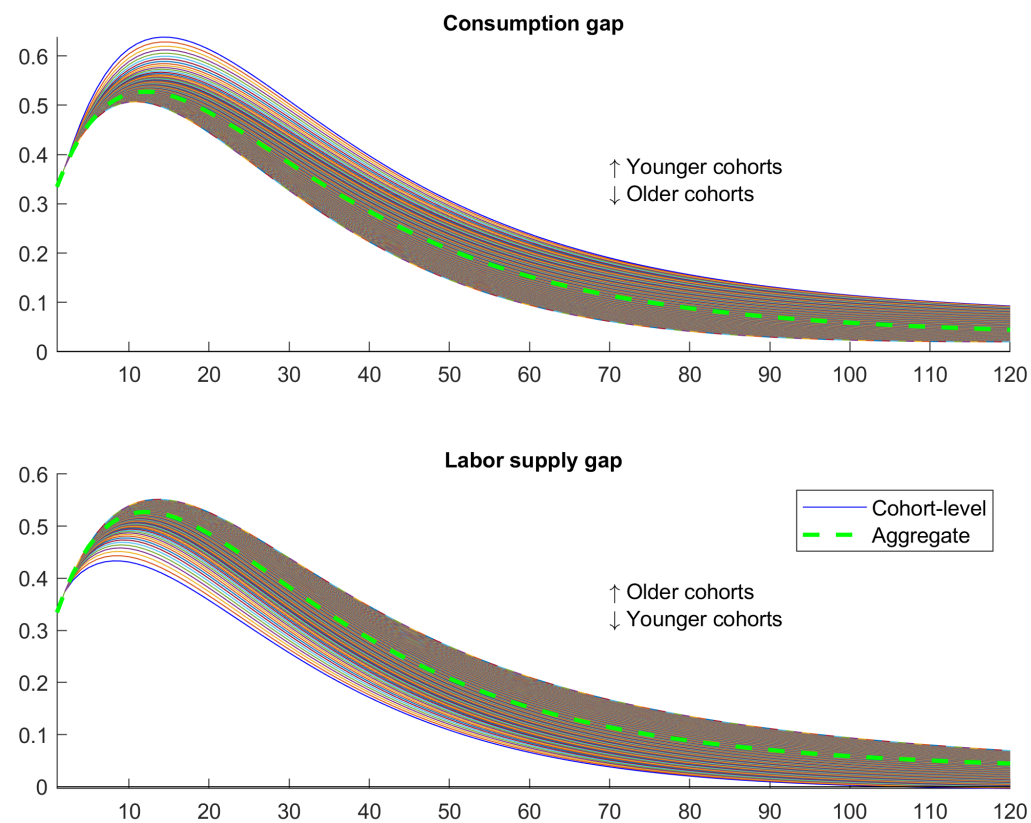 Consumption gap
0.6
0.5
0.4
0.3
0.2
0.1
0
↑ Younger cohorts
↓ Older cohorts
10 20 30 40 50 60 70 80 90 100 110 120
Labor supply gap
0.6
0.5
0.4
0.3
0.2
0.1
0
Cohort-level
Aggregate
↑ Older cohorts
↓ Younger cohorts
10 20 30 40 50 60 70 80 90 100 110 120